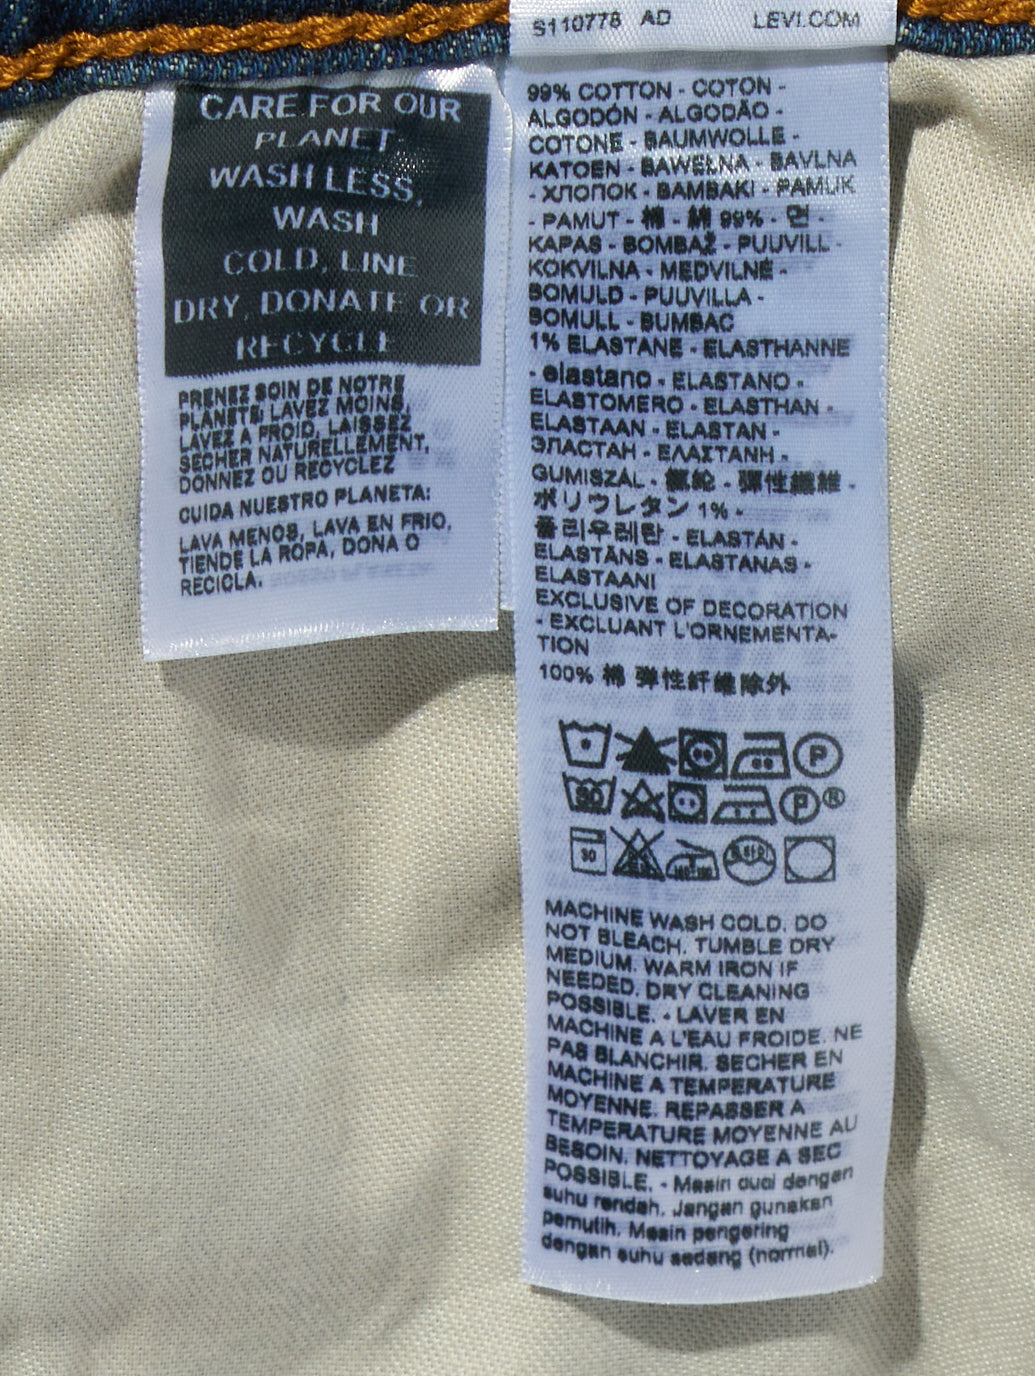 S110778 AD LEVI.COM
CARE FOR OUR
PLANET:
WASH LESS,
WASH
COLD, LINE
DRY, DONATE OR
RECYCLE
PRENEZ SOIN DE NOTRE
PLANÈTE: LAVEZ MOINS,
LAVEZ À FROID, LAISSEZ
SÉCHER NATURELLEMENT,
DONNEZ OU RECYCLEZ
CUIDA NUESTRO PLANETA:
LAVA MENOS, LAVA EN FRIO,
TIENDE LA ROPA, DONA O
RECICLA.
99% COTTON - COTON -
ALGODÓN - ALGODÃO -
COTONE - BAUMWOLLE -
KATOEN - BAWEŁNA - BAVLNA
- ХЛОПОК - ΒΑΜΒΑΚΙ - PAMUK
- PAMUT - 棉 - 綿 99% - 면 -
KAPAS - BOMBAŽ - PUUVILL -
KOKVILNA - MEDVILNĖ -
BOMULD - PUUVILLA -
BOMULL - BUMBAC
1% ELASTANE - ÉLASTHANNE
- elastano - ELASTANO -
ELASTOMERO - ELASTHAN -
ELASTAAN - ELASTAN -
ЭЛАСТАН - ΕΛΑΣΤΑΝΗ -
GUMISZÁL - 氨纶 - 彈性纖維 -
ポリウレタン 1% -
폴리우레탄 - ELASTÁN -
ELASTĀNS - ELASTANAS -
ELASTAANI
EXCLUSIVE OF DECORATION
- EXCLUANT L'ORNEMENTA-
TION
100% 棉 弹性纤维除外
P
30 P®
30
MACHINE WASH COLD. DO
NOT BLEACH. TUMBLE DRY
MEDIUM. WARM IRON IF
NEEDED. DRY CLEANING
POSSIBLE. - LAVER EN
MACHINE A L'EAU FROIDE. NE
PAS BLANCHIR. SECHER EN
MACHINE A TEMPERATURE
MOYENNE. REPASSER A
TEMPERATURE MOYENNE AU
BESOIN. NETTOYAGE A SEC
POSSIBLE. - Mesin cuci dengan
suhu rendah. Jangan gunakan
pemutih. Mesin pengering
dengan suhu sedang (normal).